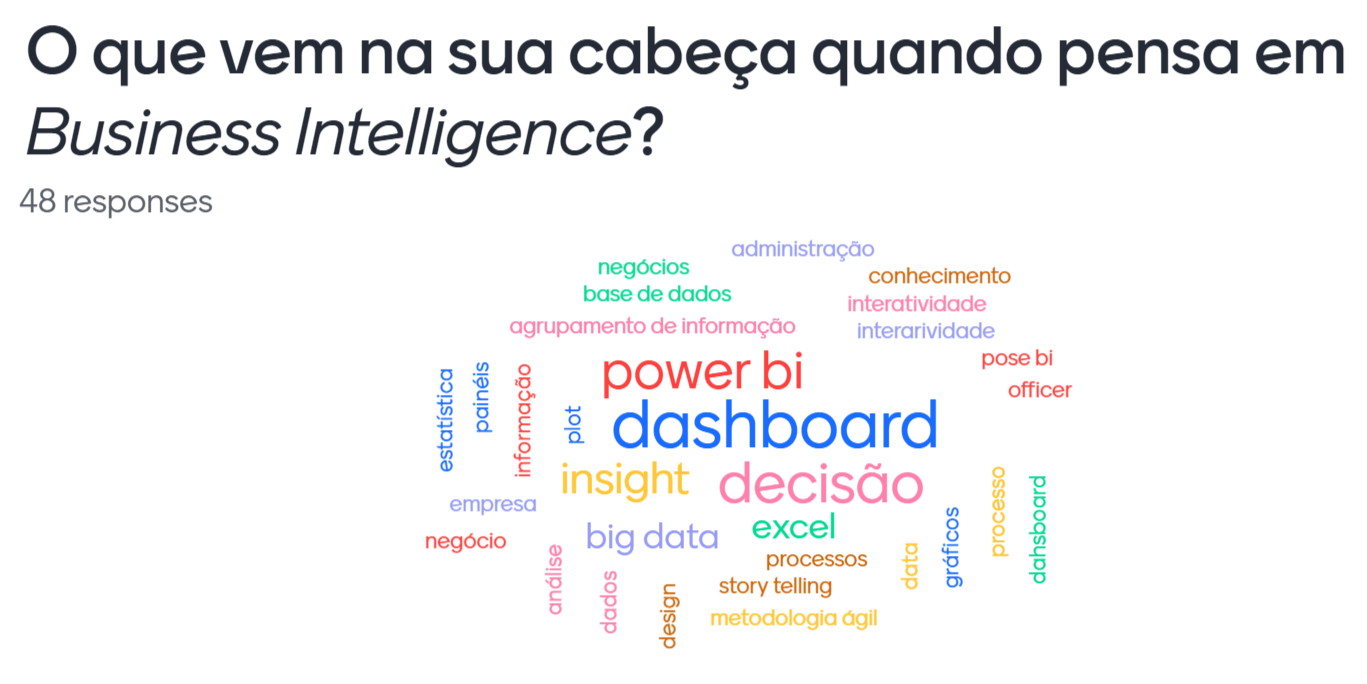 O que vem na sua cabeça quando pensa em
Business Intelligence?
48 responses
administração
negócios
conhecimento
base de dados
interatividade
agrupamento de informação
interarividade
power bi
pose bi
officer
estatística
painéis
informação
plot
dashboard
insight
decisão
empresa
excel
big data
negócio
processos
story telling
metodologia ágil
análise
dados
design
data
gráficos
processo
dahsboard